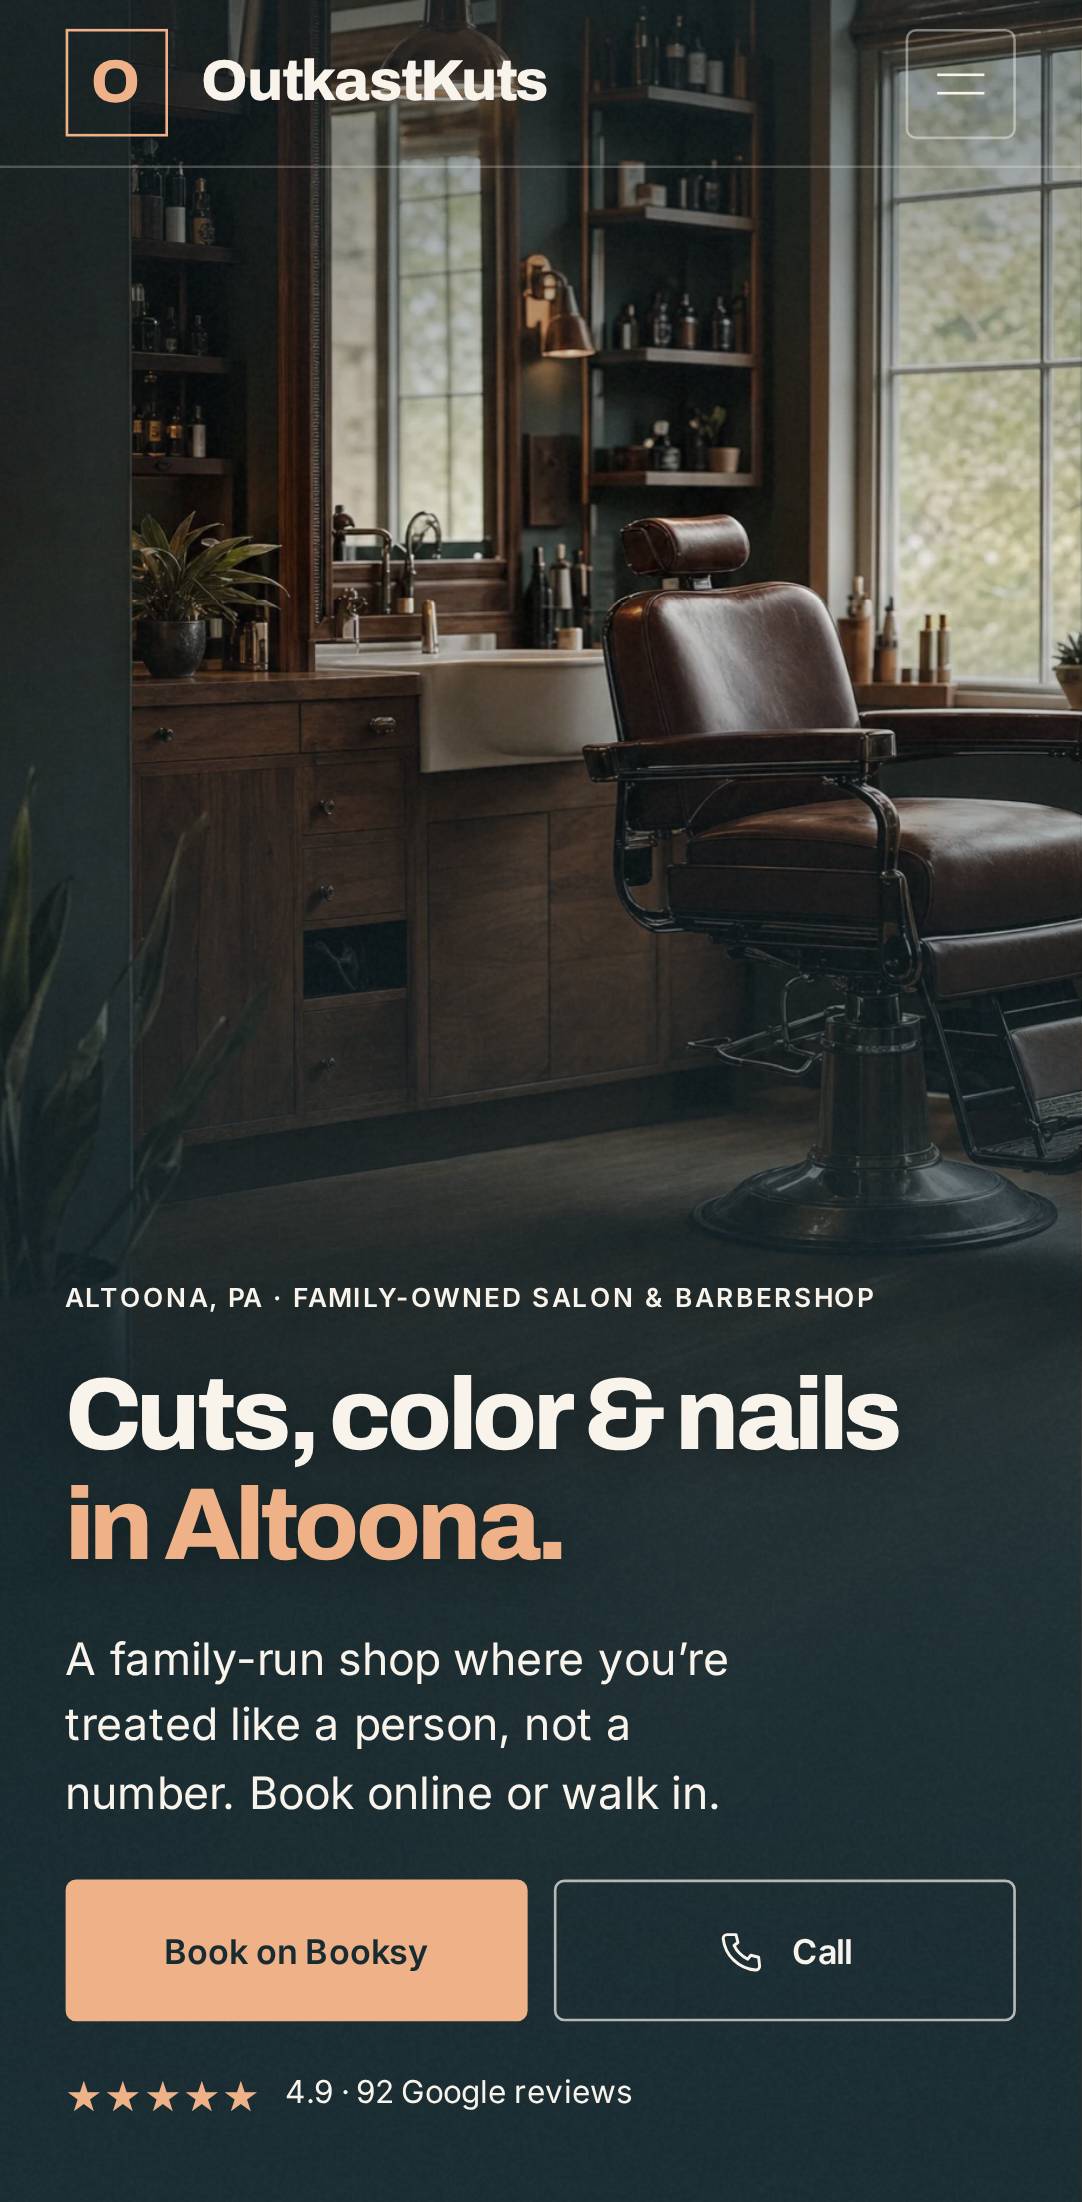 O
OutkastKuts
ALTOONA, PA · FAMILY-OWNED SALON & BARBERSHOP
Cuts, color & nails
in Altoona.
A family-run shop where you’re
treated like a person, not a
number. Book online or walk in.
Book on Booksy
Call
★★★★★ 4.9 · 92 Google reviews